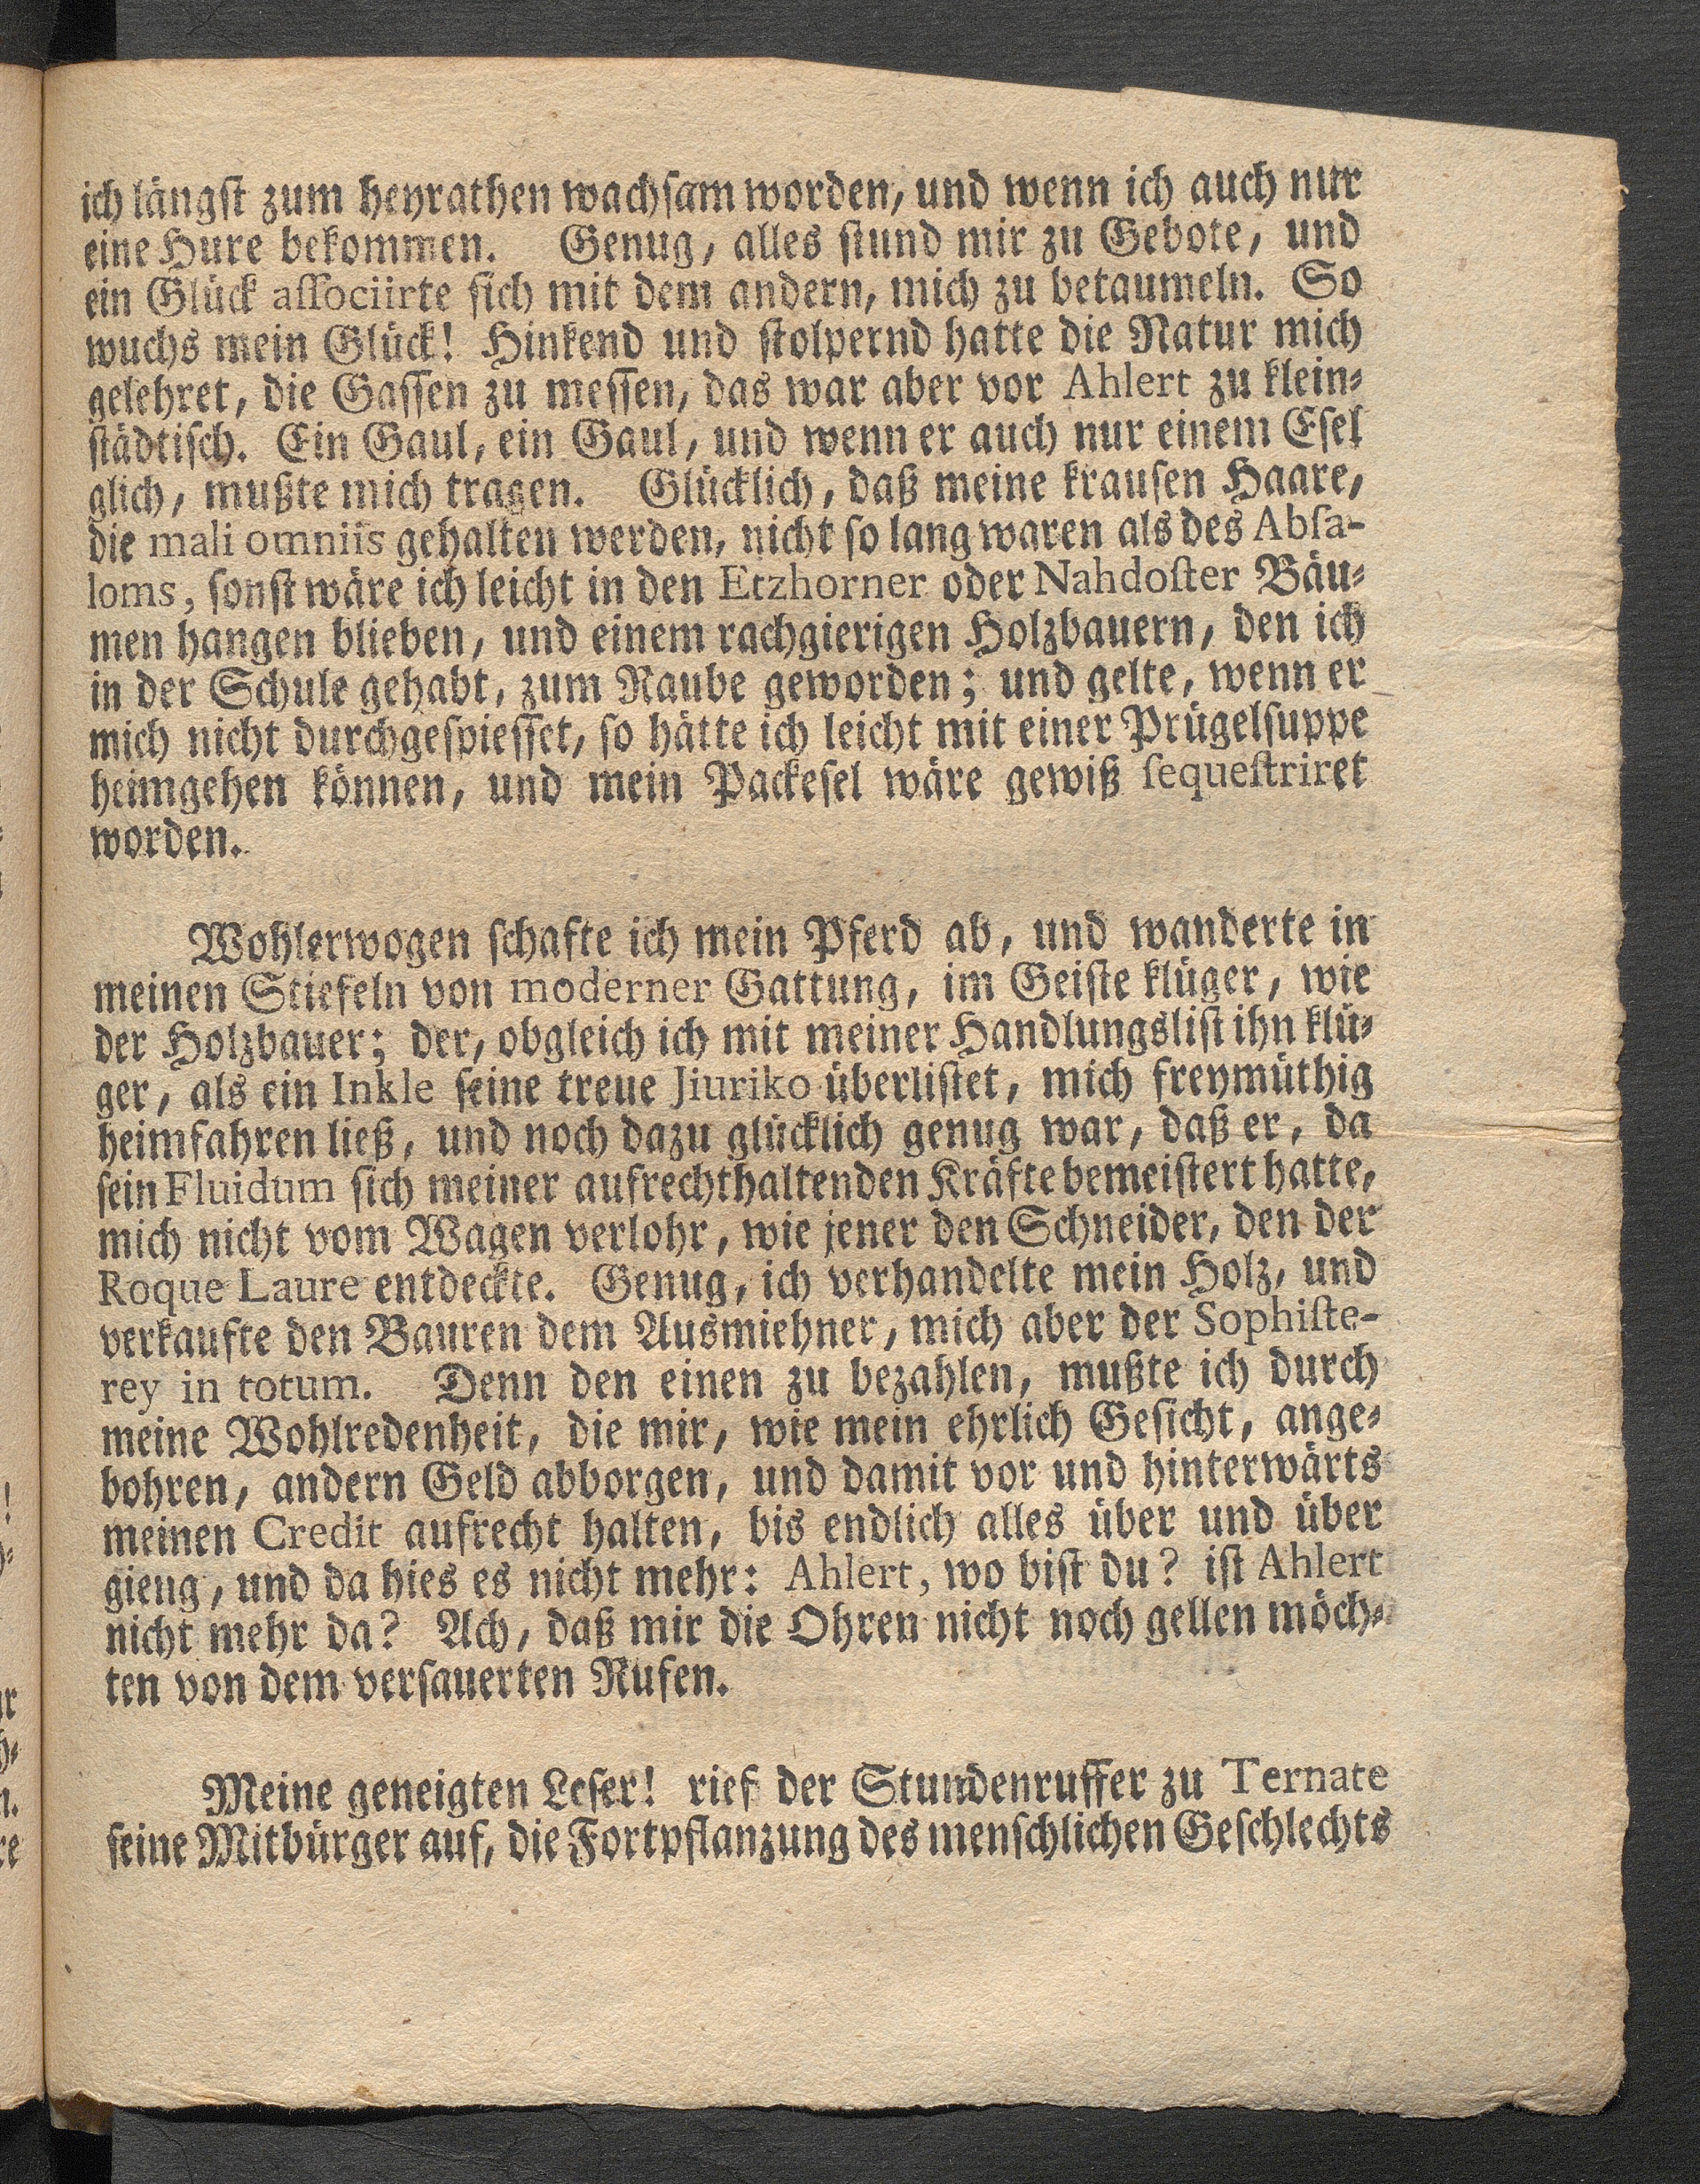 ich längst zum heyrathen wachsam worden, und wenn ich auch nur
eine Hure bekommen. Genug, alles stund mir zu Gebote, und
ein Glück aſſociirte sich mit dem andern, mich zu betaumeln. So
wuchs mein Glück! Hinkend und stolpernd hatte die Natur mich
gelehret, die Gassen zu messen, das war aber vor Ahlert zu klein-
städtisch. Ein Gaul, ein Gaul, und wenn er auch nur einem Esel
glich, mußte mich tragen. Glücklich, daß meine krausen Haare,
die mali omniis gehalten werden, nicht so lang waren als des Abſa-
loms, sonst wäre ich leicht in den Etzhorner oder Nahdoſter Bäu-
men hangen blieben, und einem rachgierigen Holzbauern, den ich
in der Schule gehabt, zum Raube geworden; und gelte, wenn er
mich nicht durchgespiesset, so hätte ich leicht mit einer Prügelsuppe
heimgehen können, und mein Packesel wäre gewiß ſequeſtriret
worden.
Wohlerwogen schafte ich mein Pferd ab, und wanderte in
meinen Stiefeln von moderner Gattung, im Geiste klüger, wie
der Holzbauer; der, obgleich ich mit meiner Handlungslist ihn klü-
ger, als ein Inkle seine treue Jiuriko überlistet, mich freymüthig
heimfahren ließ, und noch dazu glücklich genug war, daß er, da
sein Fluidum sich meiner aufrechthaltenden Kräfte bemeistert hatte,
mich nicht vom Wagen verlohr, wie jener den Schneider, den der
Roque Laure entdeckte. Genug, ich verhandelte mein Holz, und
verkaufte den Bauren dem Ausmiehner, mich aber der Sophiſte-
rey in totum. Denn den einen zu bezahlen, mußte ich durch
meine Wohlredenheit, die mir, wie mein ehrlich Gesicht, ange-
bohren, andern Geld abborgen, und damit vor und hinterwärts
meinen Credit aufrecht halten, bis endlich alles über und über
gieng, und da hies es nicht mehr: Ahlert, wo bist du? ist Ahlert
nicht mehr da? Ach, daß mir die Ohren nicht noch gellen möch-
ten von dem versauerten Rufen.
Meine geneigten Leser! rief der Stundenruffer zu Ternate
seine Mitbürger auf, die Fortpflanzung des menschlichen Geschlechts